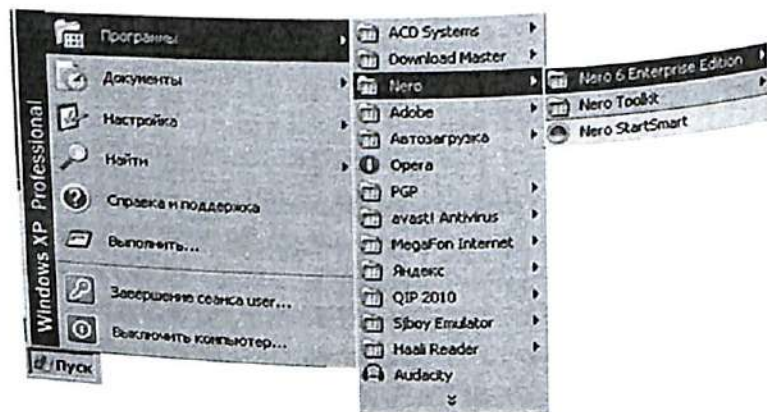 Windows XP Professional
Программы
Документы
Настройка
Найти
Справка и поддержка
Выполнить...
Завершение сеанса user...
Выключить компьютер...
Пуск
ACD Systems
Download Master
Nero
Adobe
Автозагрузка
Opera
PGP
avast! Antivirus
MegaFon Internet
Яндекс
QIP 2010
Sjboy Emulator
Haali Reader
Audacity
Nero 6 Enterprise Edition
Nero Toolkit
Nero StartSmart